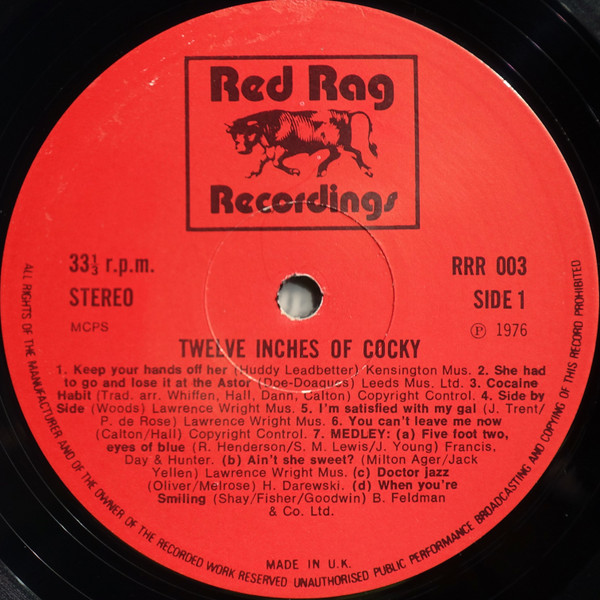 Red Rag
Recordings
33⅓ r.p.m.
STEREO
MCPS
RRR 003
SIDE 1
Ⓟ 1976
TWELVE INCHES OF COCKY
1. Keep your hands off her (Huddy Leadbetter) Kensington Mus. 2. She had
to go and lose it at the Astor (Doe-Doaques) Leeds Mus. Ltd. 3. Cocaine
Habit (Trad. arr. Whiffen, Hall, Dann, Calton) Copyright Control. 4. Side by
Side (Woods) Lawrence Wright Mus. 5. I'm satisfied with my gal (J. Trent/
P. de Rose) Lawrence Wright Mus. 6. You can't leave me now
(Calton/Hall) Copyright Control. 7. MEDLEY: (a) Five foot two,
eyes of blue (R. Henderson/S. M. Lewis/J. Young) Francis,
Day & Hunter. (b) Ain't she sweet? (Milton Ager/Jack
Yellen) Lawrence Wright Mus. (c) Doctor jazz
(Oliver/Melrose) H. Darewski. (d) When you're
Smiling (Shay/Fisher/Goodwin) B. Feldman
& Co. Ltd.
MADE IN U.K.
ALL RIGHTS OF THE MANUFACTURER AND OF THE OWNER OF THE RECORDED WORK RESERVED UNAUTHORISED PUBLIC PERFORMANCE BROADCASTING AND COPYING OF THIS RECORD PROHIBITED